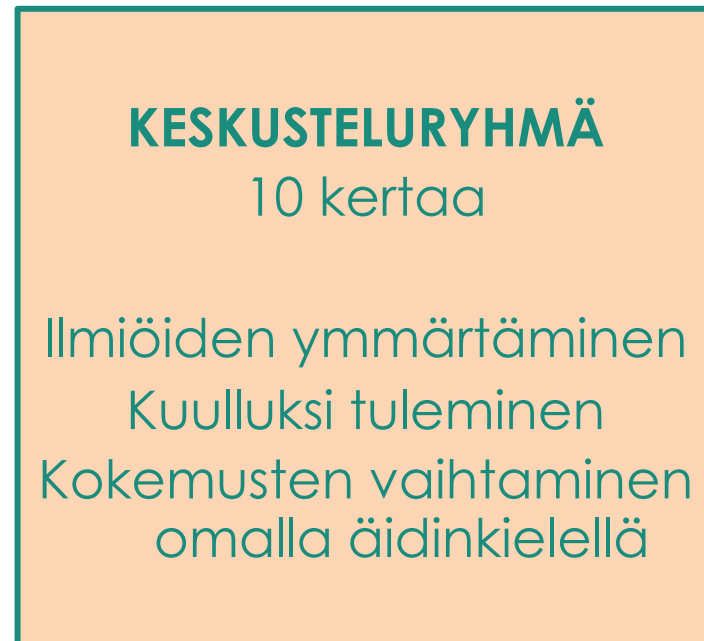 KESKUSTELURYHMÄ
10 kertaa
Ilmiöiden ymmärtäminen
Kuulluksi tuleminen
Kokemusten vaihtaminen
omalla äidinkielellä